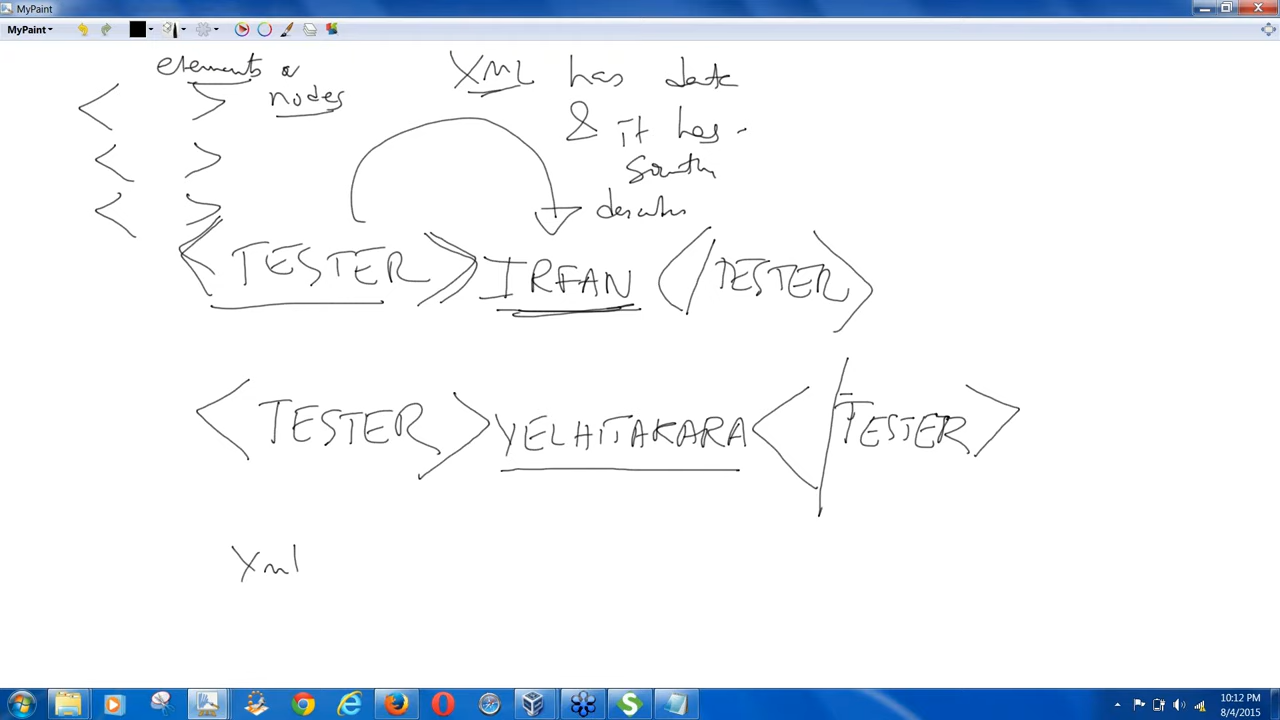 MyPaint
MyPaint
elements or
nodes
< >
< >
< >
Xml has data
& it has
describes
<TESTER> IRFAN </TESTER>
<TESTER> YELHITAKARA </TESTER>
Xml
10:12 PM
8/4/2015